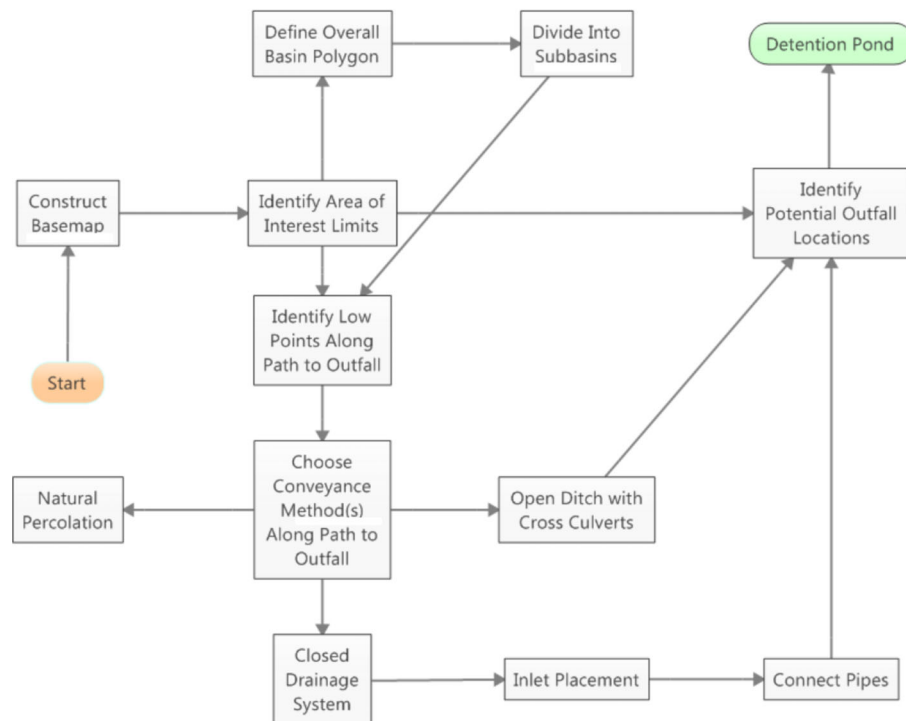 Define Overall
Basin Polygon
Divide Into
Subbasins
Detention Pond
Construct
Basemap
Identify Area of
Interest Limits
Identify
Potential Outfall
Locations
Identify Low
Points Along
Path to Outfall
Start
Choose
Conveyance
Method(s)
Along Path to
Outfall
Natural
Percolation
Open Ditch with
Cross Culverts
Closed
Drainage
System
Inlet Placement
Connect Pipes